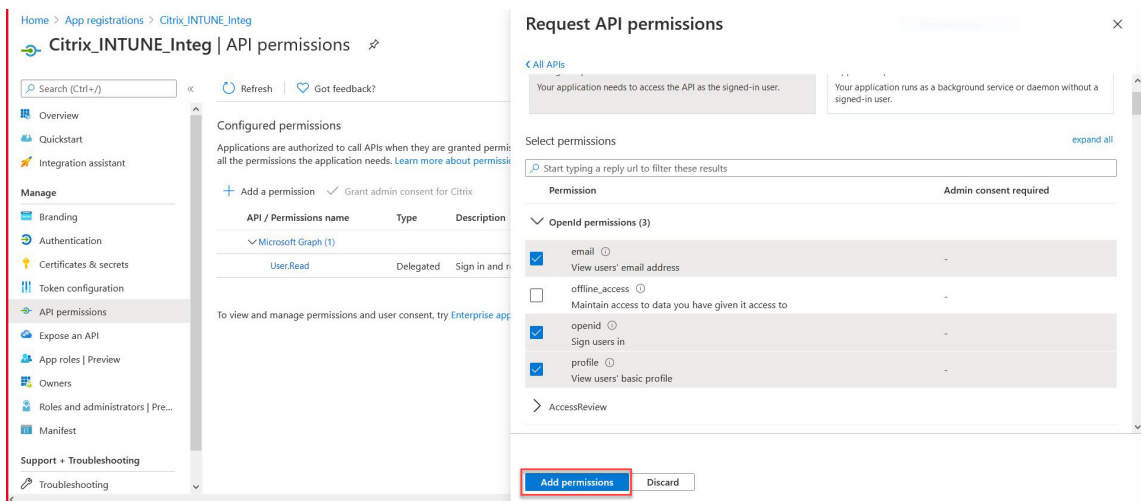 Home > App registrations > Citrix_INTUNE_Integ
Citrix_INTUNE_Integ | API permissions
Search (Ctrl+/)
«
Overview
Quickstart
Integration assistant
Manage
Branding
Authentication
Certificates & secrets
Token configuration
API permissions
Expose an API
App roles | Preview
Owners
Roles and administrators | Pre...
Manifest
Support + Troubleshooting
Troubleshooting
Refresh
Got feedback?
Configured permissions
Applications are authorized to call APIs when they are granted permis
all the permissions the application needs. Learn more about permissi
Add a permission
Grant admin consent for Citrix
API / Permissions name Type Description
Microsoft Graph (1)
User.Read Delegated Sign in and r
To view and manage permissions and user consent, try Enterprise app
Request API permissions
All APIs
Your application needs to access the API as the signed-in user.
Your application runs as a background service or daemon without a
signed-in user.
Select permissions
expand all
Start typing a reply url to filter these results
Permission Admin consent required
OpenId permissions (3)
email
View users' email address
-
offline_access
Maintain access to data you have given it access to
-
openid
Sign users in
-
profile
View users' basic profile
-
AccessReview
Add permissions
Discard